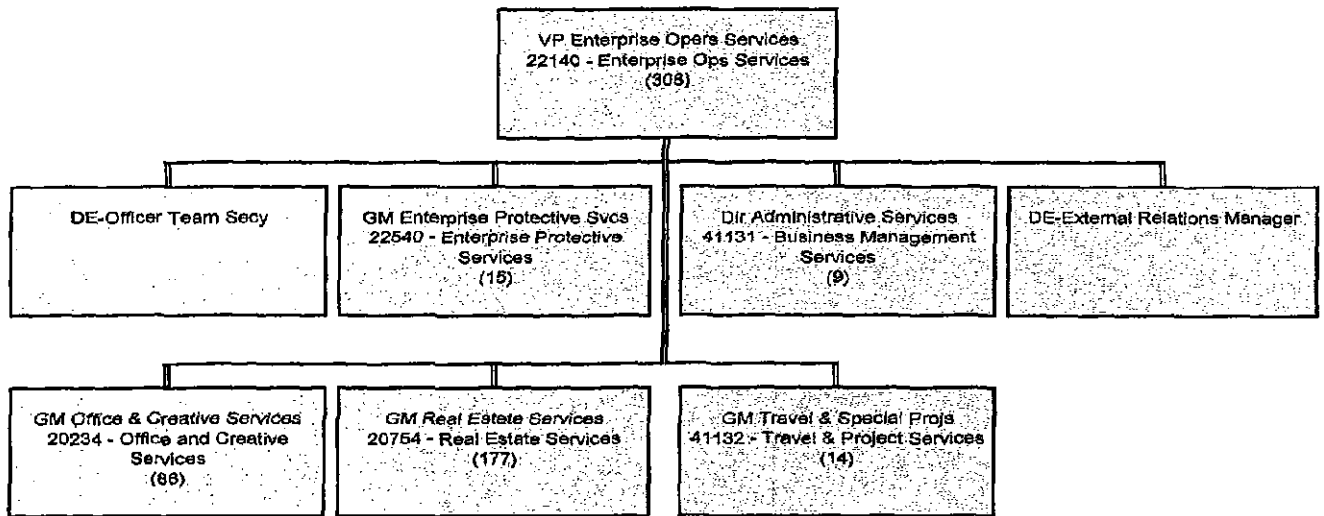 VP Enterprise Opers Services
22140 - Enterprise Ops Services
(308)
DE-Officer Team Secy
GM Enterprise Protective Svcs
22540 - Enterprise Protective
Services
(15)
Dir Administrative Services
41131 - Business Management
Services
(9)
DE-External Relations Manager
GM Office & Creative Services
20234 - Office and Creative
Services
(86)
GM Real Estate Services
20754 - Real Estate Services
(177)
GM Travel & Special Projs
41132 - Travel & Project Services
(14)